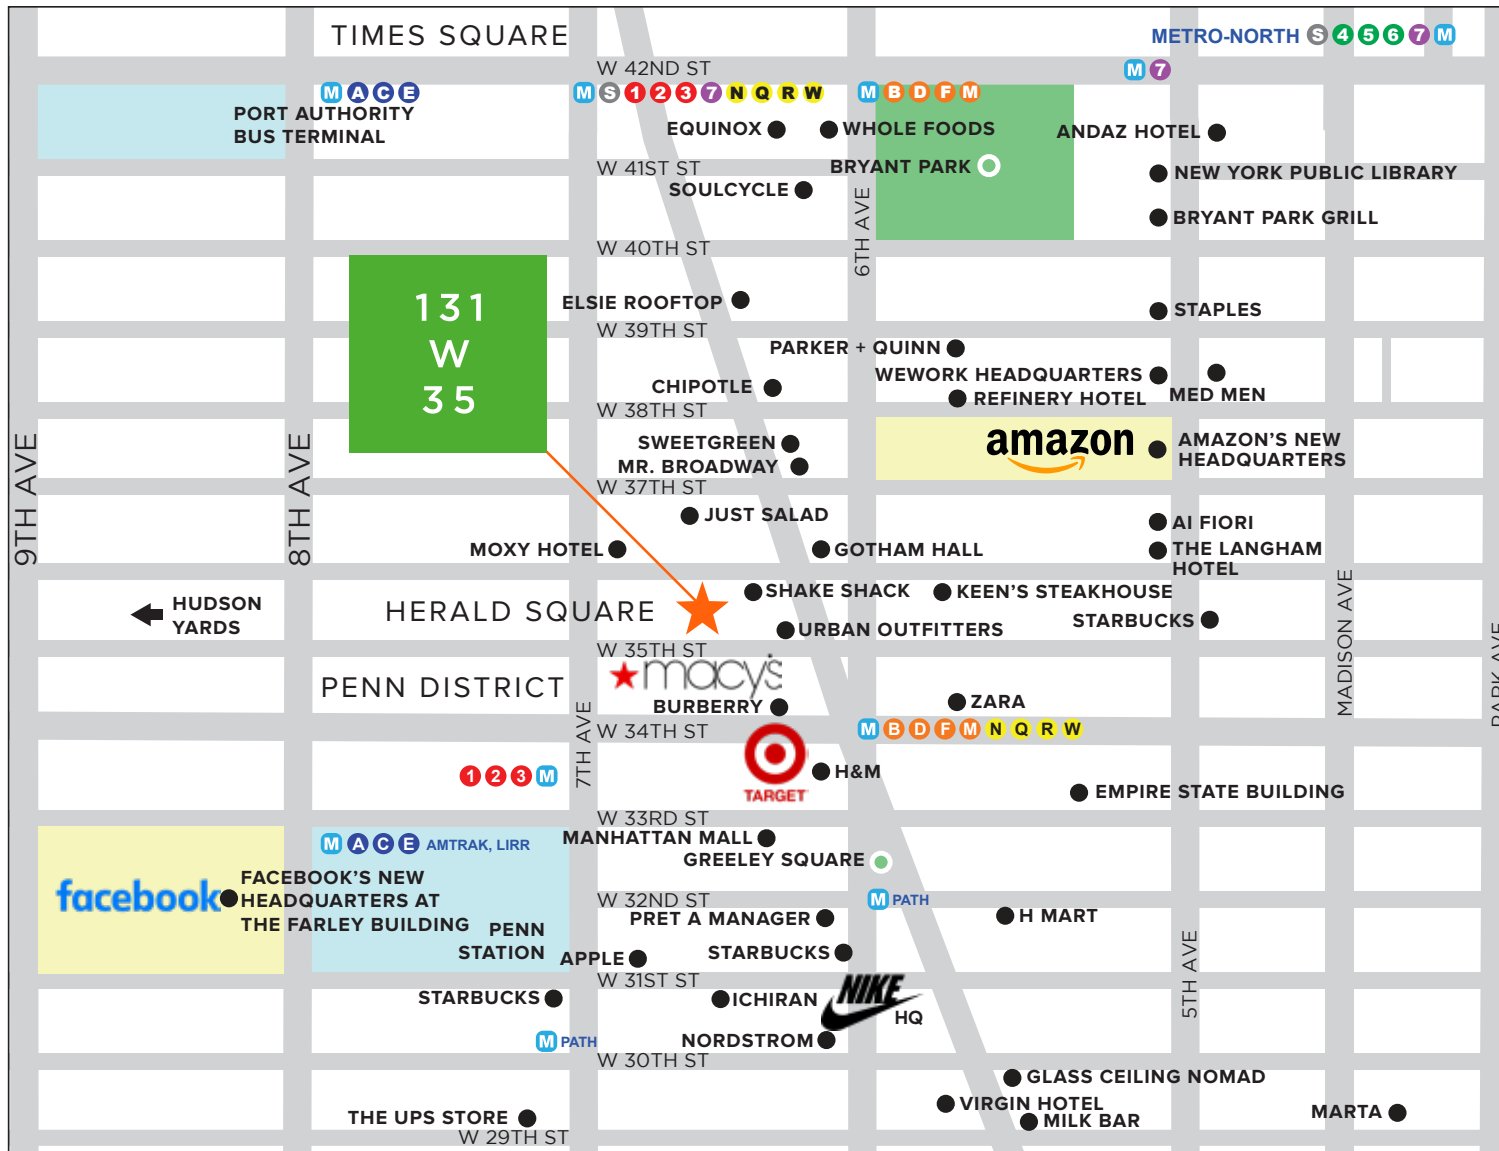 TIMES SQUARE
METRO-NORTH S 4 5 6 7 M
W 42ND ST
M 7
M A C E
M S 1 2 3 7 N Q R W
M B D F M
PORT AUTHORITY
BUS TERMINAL
EQUINOX
WHOLE FOODS
ANDAZ HOTEL
W 41ST ST
BRYANT PARK
NEW YORK PUBLIC LIBRARY
SOULCYCLE
BRYANT PARK GRILL
6TH AVE
W 40TH ST
131
W
35
ELSIE ROOFTOP
STAPLES
W 39TH ST
PARKER + QUINN
WEWORK HEADQUARTERS
CHIPOTLE
REFINERY HOTEL
MED MEN
W 38TH ST
9TH AVE
8TH AVE
SWEETGREEN
amazon
AMAZON'S NEW
HEADQUARTERS
MR. BROADWAY
W 37TH ST
JUST SALAD
AI FIORI
MOXY HOTEL
GOTHAM HALL
THE LANGHAM
HOTEL
HUDSON
YARDS
HERALD SQUARE
SHAKE SHACK
KEEN'S STEAKHOUSE
STARBUCKS
URBAN OUTFITTERS
MADISON AVE
PARK AVE
W 35TH ST
PENN DISTRICT
macy's
BURBERRY
ZARA
7TH AVE
W 34TH ST
M B D F M N Q R W
1 2 3 M
TARGET
H&M
EMPIRE STATE BUILDING
W 33RD ST
M A C E AMTRAK, LIRR
MANHATTAN MALL
GREELEY SQUARE
facebook
FACEBOOK'S NEW
HEADQUARTERS AT
THE FARLEY BUILDING
W 32ND ST
M PATH
PRET A MANAGER
H MART
PENN
STATION
APPLE
STARBUCKS
5TH AVE
W 31ST ST
STARBUCKS
ICHIRAN
NIKE
HQ
M PATH
NORDSTROM
W 30TH ST
GLASS CEILING NOMAD
VIRGIN HOTEL
THE UPS STORE
MILK BAR
MARTA
W 29TH ST